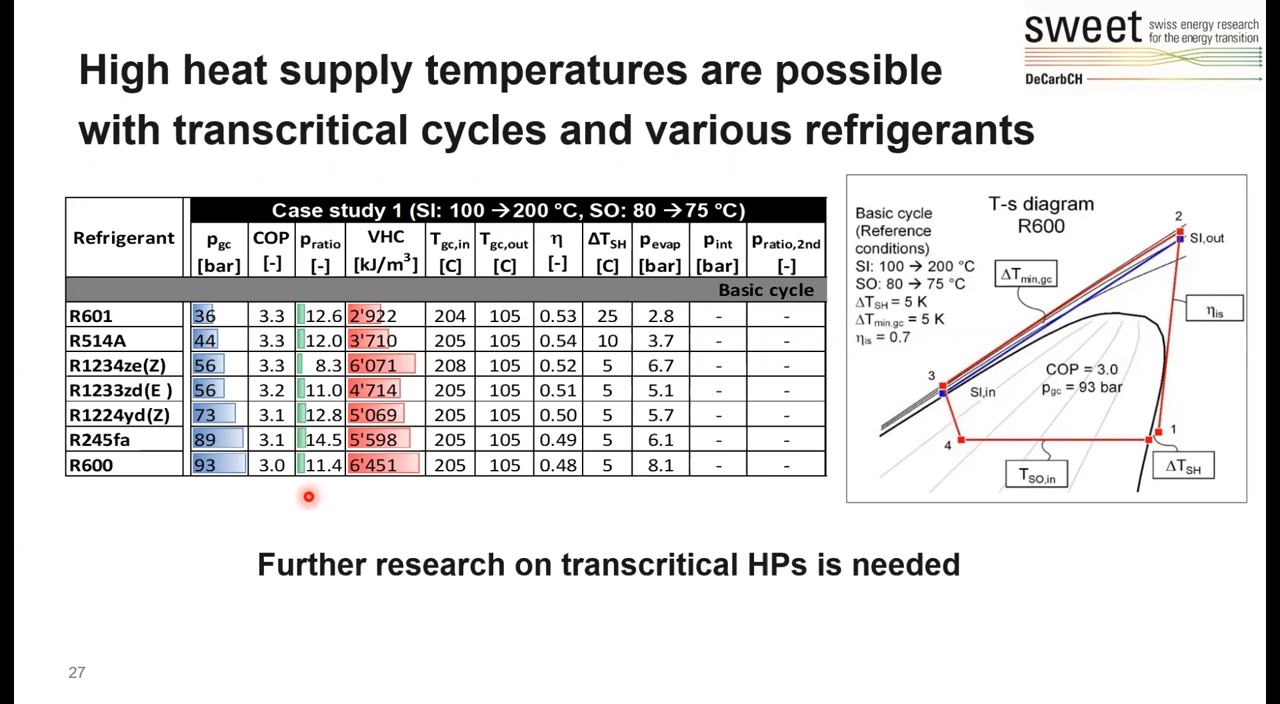 sweet swiss energy research
for the energy transition
DeCarbCH
High heat supply temperatures are possible
with transcritical cycles and various refrigerants
Refrigerant Case study 1 (SI: 100 →200 °C, SO: 80 →75 °C)
p_gc [bar] COP [-] p_ratio [-] VHC [kJ/m³] T_gc,in [C] T_gc,out [C] η [-] ΔT_SH [C] p_evap [bar] p_int [bar] p_ratio,2nd [-]
Basic cycle
R601 36 3.3 12.6 2'922 204 105 0.53 25 2.8 - -
R514A 44 3.3 12.0 3'710 205 105 0.54 10 3.7 - -
R1234ze(Z) 56 3.3 8.3 6'071 208 105 0.52 5 6.7 - -
R1233zd(E ) 56 3.2 11.0 4'714 205 105 0.51 5 5.1 - -
R1224yd(Z) 73 3.1 12.8 5'069 205 105 0.50 5 5.7 - -
R245fa 89 3.1 14.5 5'598 205 105 0.49 5 6.1 - -
R600 93 3.0 11.4 6'451 205 105 0.48 5 8.1 - -
T-s diagram
R600
Basic cycle
(Reference
conditions)
SI: 100 → 200 °C
SO: 80 → 75 °C
ΔT_SH = 5 K
ΔT_min,gc = 5 K
η_is = 0.7
2
SI,out
ΔT_min,gc
η_is
COP = 3.0
p_gc = 93 bar
3
SI,in
4
1
T_SO,in
ΔT_SH
Further research on transcritical HPs is needed
27